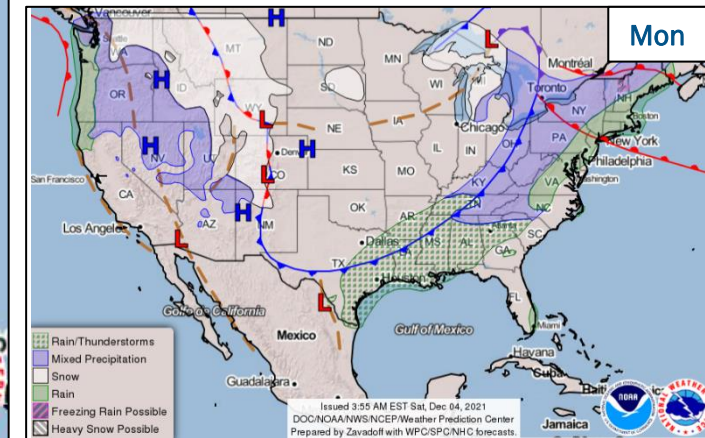 Mon
Vancouver
Seattle
MT
ND
MN
Montréal
OR
ID
WY
SD
WI
MI
Toronto
NH
NY
Boston
NE
IA
Chicago
PA
New York
Philadelphia
NV
UT
Denver
CO
KS
MO
IL
IN
OH
KY
VA
Washington
San Francisco
CA
AZ
NM
OK
AR
TN
NC
Los Angeles
SC
Atlanta
Dallas
TX
LA
MS
AL
GA
Houston
FL
Golfo de California
Mexico
Gulf of Mexico
Miami
Havana
Cuba
Guadalajara
Jamaica
H
H
H
H
H
L
L
L
L
L
Rain/Thunderstorms
Mixed Precipitation
Snow
Rain
Freezing Rain Possible
Heavy Snow Possible
Issued 3:55 AM EST Sat, Dec 04, 2021
DOC/NOAA/NWS/NCEP/Weather Prediction Center
Prepared by Zavadoff with WPC/SPC/NHC forecasts.
NOAA